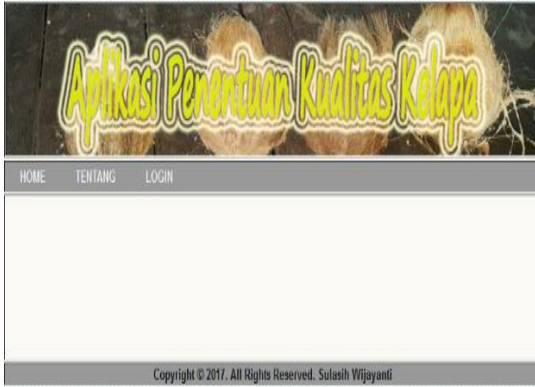 Aplikasi Penentuan Kualitas Kelapa
HOME TENTANG LOGIN
Copyright © 2017. All Rights Reserved. Sulasih Wijayanti